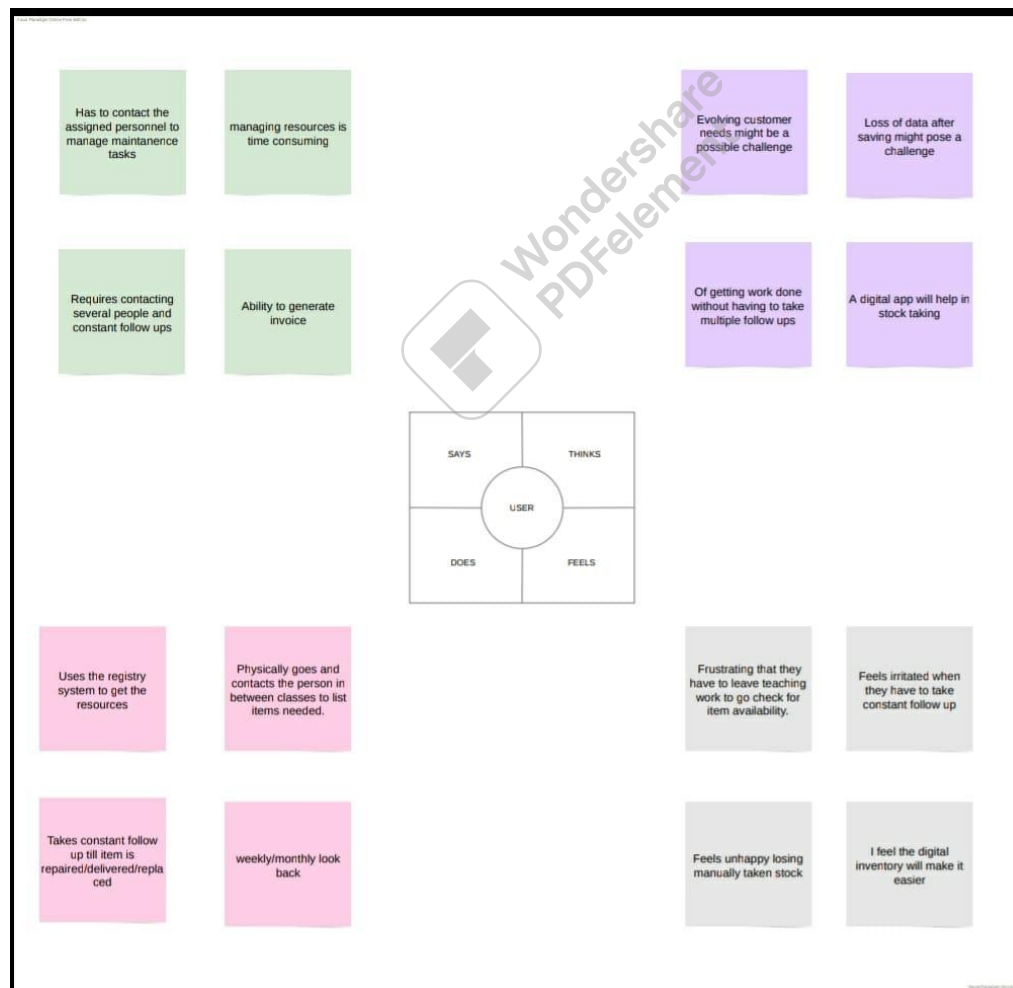 Has to contact the
assigned personnel to
manage maintanence
tasks
managing resources is
time consuming
Requires contacting
several people and
constant follow ups
Ability to generate
invoice
Evolving customer
needs might be a
possible challenge
Loss of data after
saving might pose a
challenge
Of getting work done
without having to take
multiple follow ups
A digital app will help in
stock taking
Wondershare
PDFelement
SAYS
THINKS
USER
DOES
FEELS
Uses the registry
system to get the
resources
Physically goes and
contacts the person in
between classes to list
items needed.
Takes constant follow
up till item is
repaired/delivered/repla
ced
weekly/monthly look
back
Frustrating that they
have to leave teaching
work to go check for
item availability.
Feels irritated when
they have to take
constant follow up
Feels unhappy losing
manually taken stock
I feel the digital
inventory will make it
easier